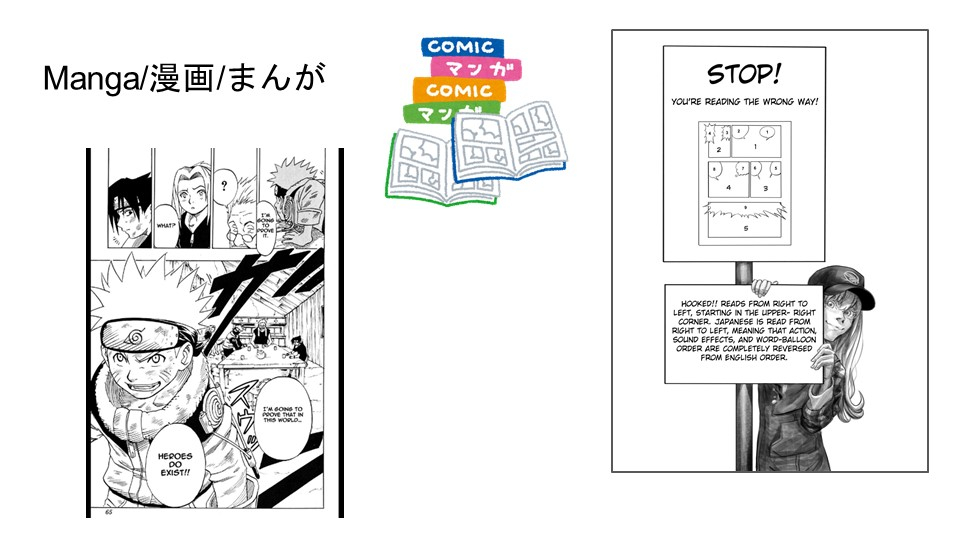 Manga/漫画/まんが
COMIC
マンガ
COMIC
マンガ
?
WHAT?
I'M
GOING
TO
PROVE
IT.
I'M GOING TO
PROVE THAT IN
THIS WORLD...
HEROES
DO
EXIST!!
65
STOP!
YOU'RE READING THE WRONG WAY!
2
1
4
3
5
HOOKED!! READS FROM RIGHT TO
LEFT, STARTING IN THE UPPER- RIGHT
CORNER. JAPANESE IS READ FROM
RIGHT TO LEFT, MEANING THAT ACTION,
SOUND EFFECTS, AND WORD-BALLOON
ORDER ARE COMPLETELY REVERSED
FROM ENGLISH ORDER.